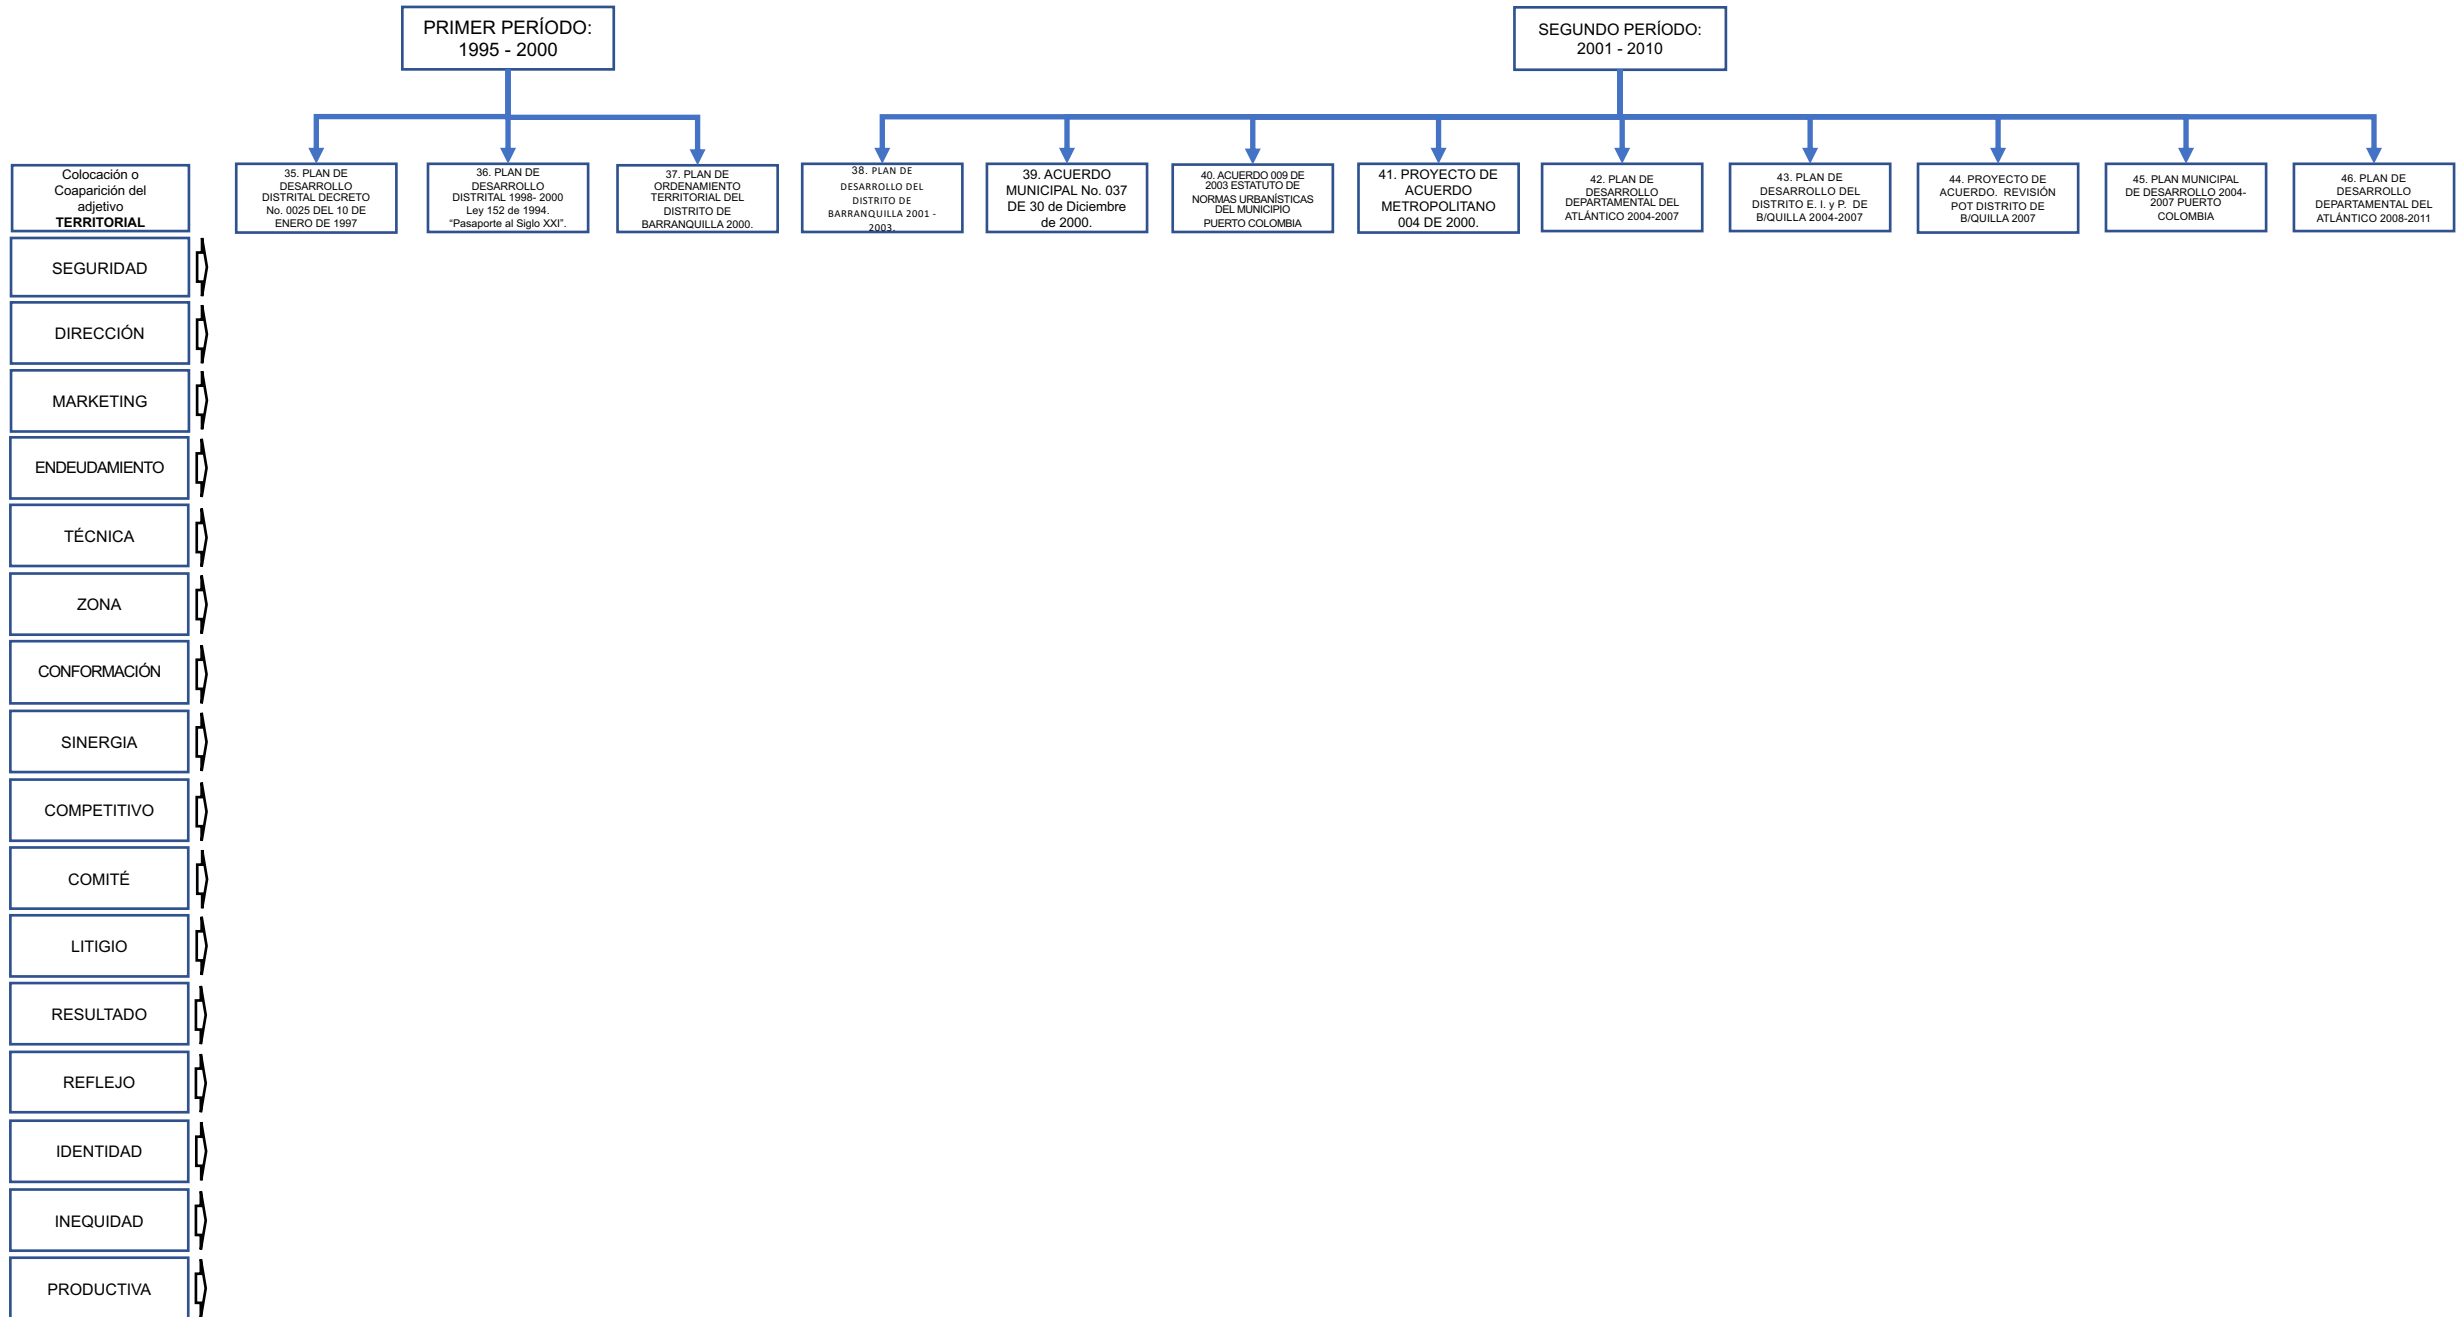 PRIMER PERÍODO:
1995 - 2000
SEGUNDO PERÍODO:
2001 - 2010
Colocación o
Coaparición del
adjetivo
TERRITORIAL
35. PLAN DE
DESARROLLO
DISTRITAL DECRETO
No. 0025 DEL 10 DE
ENERO DE 1997
36. PLAN DE
DESARROLLO
DISTRITAL 1998- 2000
Ley 152 de 1994.
“Pasaporte al Siglo XXI”.
37. PLAN DE
ORDENAMIENTO
TERRITORIAL DEL
DISTRITO DE
BARRANQUILLA 2000.
38. PLAN DE
DESARROLLO DEL
DISTRITO DE
BARRANQUILLA 2001 -
2003.
39. ACUERDO
MUNICIPAL No. 037
DE 30 de Diciembre
de 2000.
40. ACUERDO 009 DE
2003 ESTATUTO DE
NORMAS URBANÍSTICAS
DEL MUNICIPIO
PUERTO COLOMBIA
41. PROYECTO DE
ACUERDO
METROPOLITANO
004 DE 2000.
42. PLAN DE
DESARROLLO
DEPARTAMENTAL DEL
ATLÁNTICO 2004-2007
43. PLAN DE
DESARROLLO DEL
DISTRITO E. I. y P. DE
B/QUILLA 2004-2007
44. PROYECTO DE
ACUERDO. REVISIÓN
POT DISTRITO DE
B/QUILLA 2007
45. PLAN MUNICIPAL
DE DESARROLLO 2004-
2007 PUERTO
COLOMBIA
46. PLAN DE
DESARROLLO
DEPARTAMENTAL DEL
ATLÁNTICO 2008-2011
SEGURIDAD
DIRECCIÓN
MARKETING
ENDEUDAMIENTO
TÉCNICA
ZONA
CONFORMACIÓN
SINERGIA
COMPETITIVO
COMITÉ
LITIGIO
RESULTADO
REFLEJO
IDENTIDAD
INEQUIDAD
PRODUCTIVA